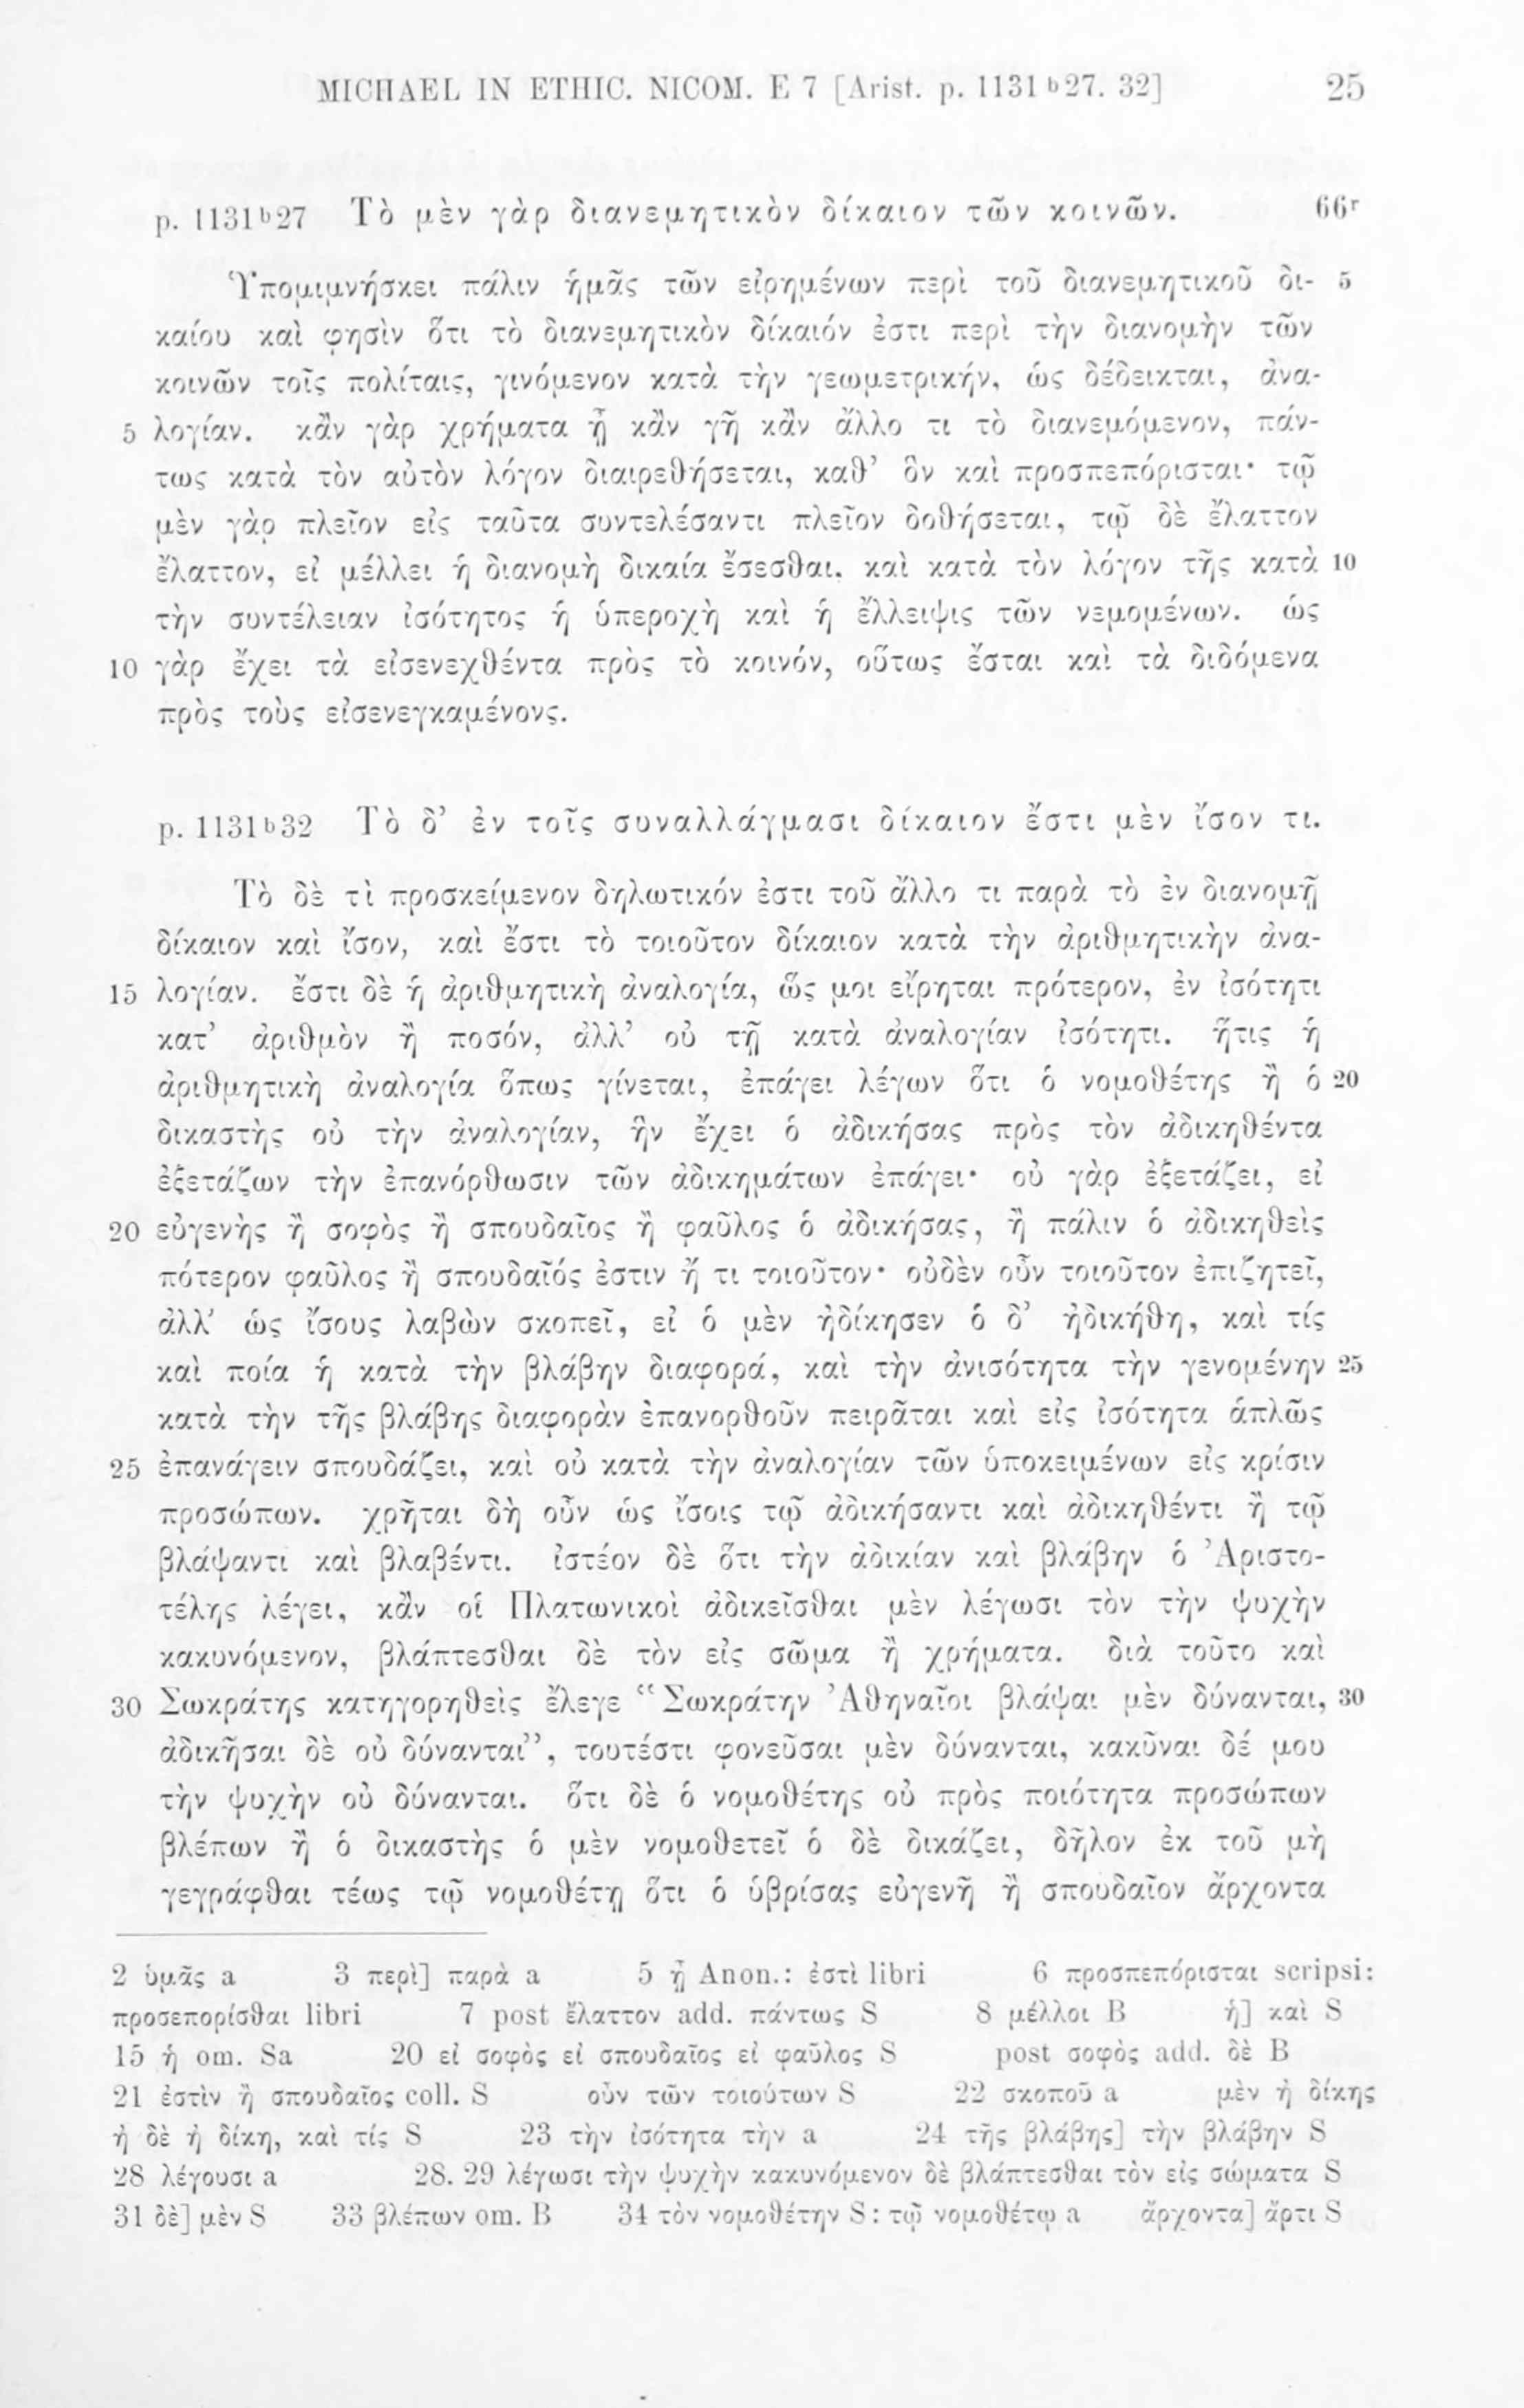 MICHAEL IN ETHIC. NICOM. E 7 [Arist. p. 1131 b 27. 32] 25
p. 1131 b 27 Τὸ μὲν γὰρ διανεμητικὸν δίκαιον τῶν κοινῶν. 66r
Ὑπομιμνήσκει πάλιν ἡμᾶς τῶν εἰρημένων περὶ τοῦ διανεμητικοῦ δι- 5
καίου καὶ φησὶν ὅτι τὸ διανεμητικὸν δίκαιόν ἐστι περὶ τὴν διανομὴν τῶν
κοινῶν τοῖς πολίταις, γινόμενον κατὰ τὴν γεωμετρικήν, ὡς δέδεικται, ἀνα-
5 λογίαν. κἂν γὰρ χρήματα ᾖ κἂν γῆ κἂν ἄλλο τι τὸ διανεμόμενον, πάν-
τως κατὰ τὸν αὐτὸν λόγον διαιρεθήσεται, καθ’ ὃν καὶ προσπεπόρισται· τῷ
μὲν γὰρ πλεῖον εἰς ταῦτα συντελέσαντι πλεῖον δοθήσεται, τῷ δὲ ἔλαττον
ἔλαττον, εἰ μέλλει ἡ διανομὴ δικαία ἔσεσθαι. καὶ κατὰ τὸν λόγον τῆς κατὰ 10
τὴν συντέλειαν ἰσότητος ἡ ὑπεροχὴ καὶ ἡ ἔλλειψις τῶν νεμομένων. ὡς
10 γὰρ ἔχει τὰ εἰσενεχθέντα πρὸς τὸ κοινόν, οὕτως ἔσται καὶ τὰ διδόμενα
πρὸς τοὺς εἰσενεγκαμένονς.
p. 1131 b 32 Τὸ δ’ ἐν τοῖς συναλλάγμασι δίκαιον ἔστι μὲν ἴσον τι.
Τὸ δὲ τὶ προσκείμενον δηλωτικόν ἐστι τοῦ ἄλλο τι παρὰ τὸ ἐν διανομῇ
δίκαιον καὶ ἴσον, καὶ ἔστι τὸ τοιοῦτον δίκαιον κατὰ τὴν ἀριθμητικὴν ἀνα-
15 λογίαν. ἔστι δὲ ἡ ἀριθμητικὴ ἀναλογία, ὥς μοι εἴρηται πρότερον, ἐν ἰσότητι
κατ’ ἀριθμὸν ἢ ποσόν, ἀλλ’ οὐ τῇ κατὰ ἀναλογίαν ἰσότητι. ἥτις ἡ
ἀριθμητικὴ ἀναλογία ὅπως γίνεται, ἐπάγει λέγων ὅτι ὁ νομοθέτης ἢ ὁ 20
δικαστὴς οὐ τὴν ἀναλογίαν, ἣν ἔχει ὁ ἀδικήσας πρὸς τὸν ἀδικηθέντα
ἐξετάζων τὴν ἐπανόρθωσιν τῶν ἀδικημάτων ἐπάγει· οὐ γὰρ ἐξετάζει, εἰ
20 εὐγενὴς ἢ σοφὸς ἢ σπουδαῖος ἢ φαῦλος ὁ ἀδικήσας, ἢ πάλιν ὁ ἀδικηθεὶς
πότερον φαῦλος ἢ σπουδαῖός ἐστιν ἤ τι τοιοῦτον· οὐδὲν οὖν τοιοῦτον ἐπιζητεῖ,
ἀλλ’ ὡς ἴσους λαβὼν σκοπεῖ, εἰ ὁ μὲν ἠδίκησεν ὁ δ’ ἠδικήθη, καὶ τίς
καὶ ποία ἡ κατὰ τὴν βλάβην διαφορά, καὶ τὴν ἀνισότητα τὴν γενομένην 25
κατὰ τὴν τῆς βλάβης διαφορὰν ἐπανορθοῦν πειρᾶται καὶ εἰς ἰσότητα ἁπλῶς
25 ἐπανάγειν σπουδάζει, καὶ οὐ κατὰ τὴν ἀναλογίαν τῶν ὑποκειμένων εἰς κρίσιν
προσώπων. χρῆται δὴ οὖν ὡς ἴσοις τῷ ἀδικήσαντι καὶ ἀδικηθέντι ἢ τῷ
βλάψαντι καὶ βλαβέντι. ἰστέον δὲ ὅτι τὴν ἀδικίαν καὶ βλάβην ὁ Ἀριστο-
τέλης λέγει, κἂν οἱ Πλατωνικοὶ ἀδικεῖσθαι μὲν λέγωσι τὸν τὴν ψυχὴν
κακυνόμενον, βλάπτεσθαι δὲ τὸν εἰς σῶμα ἢ χρήματα. διὰ τοῦτο καὶ
30 Σωκράτης κατηγορηθεὶς ἔλεγε “Σωκράτην Ἀθηναῖοι βλάψαι μὲν δύνανται, 30
ἀδικῆσαι δὲ οὐ δύνανται”, τουτέστι φονεῦσαι μὲν δύνανται, κακῦναι δέ μου
τὴν ψυχὴν οὐ δύνανται. ὅτι δὲ ὁ νομοθέτης οὐ πρὸς ποιότητα προσώπων
βλέπων ἢ ὁ δικαστὴς ὁ μὲν νομοθετεῖ ὁ δὲ δικάζει, δῆλον ἐκ τοῦ μὴ
γεγράφθαι τέως τῷ νομοθέτῃ ὅτι ὁ ὑβρίσας εὐγενῆ ἢ σπουδαῖον ἄρχοντα
2 ὑμᾶς a 3 περὶ] παρὰ a 5 ᾖ Anon.: ἐστὶ libri 6 προσπεπόρισται scripsi:
προσεπορίσθαι libri 7 post ἔλαττον add. πάντως S 8 μέλλοι B ἡ] καὶ S
15 ἡ om. Sa 20 εἰ σοφὸς εἰ σπουδαῖος εἰ φαῦλος S post σοφὸς add. δὲ B
21 ἐστὶν ἢ σπουδαῖος coll. S οὖν τῶν τοιούτων S 22 σκοποῦ a μὲν ἡ δίκης
ἡ δὲ ἡ δίκη, καὶ τίς S 23 τὴν ἰσότητα τὴν a 24 τῆς βλάβης] τὴν βλάβην S
28 λέγουσι a 28. 29 λέγωσι τὴν ψυχὴν κακυνόμενον δὲ βλάπτεσθαι τὸν εἰς σώματα S
31 δὲ] μὲν S 33 βλέπων om. B 34 τὸν νομοθέτην S : τῷ νομοθέτῳ a ἄρχοντα] ἄρτι S